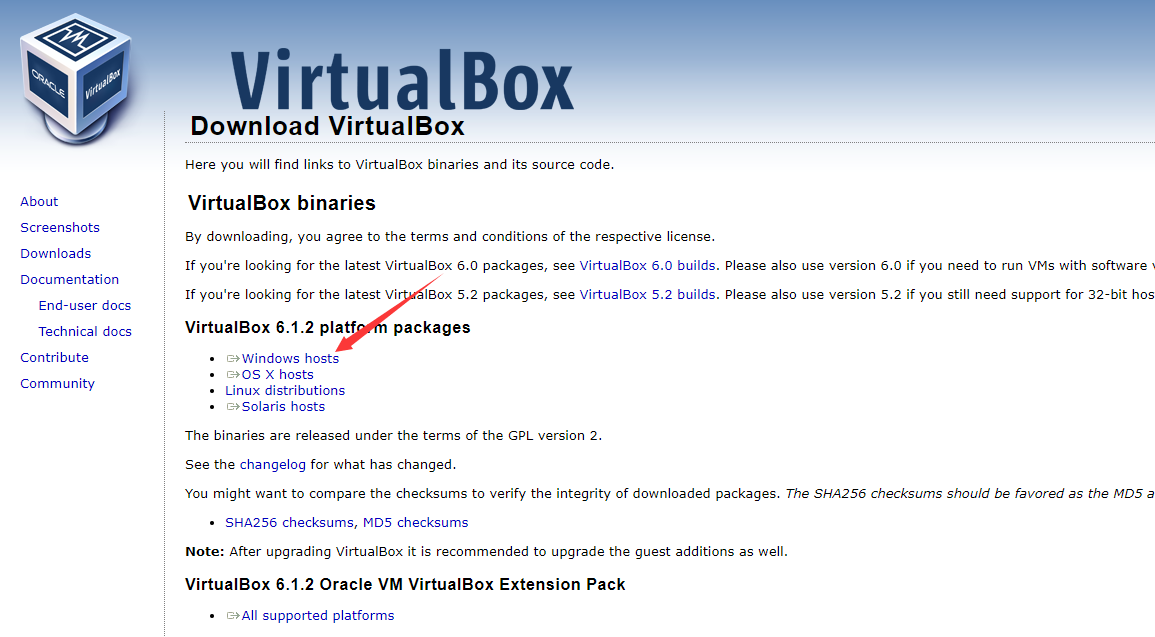 ORACLE
VirtualBox
VirtualBox
Download VirtualBox
Here you will find links to VirtualBox binaries and its source code.
About
Screenshots
Downloads
Documentation
End-user docs
Technical docs
Contribute
Community
VirtualBox binaries
By downloading, you agree to the terms and conditions of the respective license.
If you're looking for the latest VirtualBox 6.0 packages, see VirtualBox 6.0 builds. Please also use version 6.0 if you need to run VMs with software v
If you're looking for the latest VirtualBox 5.2 packages, see VirtualBox 5.2 builds. Please also use version 5.2 if you still need support for 32-bit hos
VirtualBox 6.1.2 platform packages
Windows hosts
OS X hosts
Linux distributions
Solaris hosts
The binaries are released under the terms of the GPL version 2.
See the changelog for what has changed.
You might want to compare the checksums to verify the integrity of downloaded packages. The SHA256 checksums should be favored as the MD5 a
SHA256 checksums, MD5 checksums
Note: After upgrading VirtualBox it is recommended to upgrade the guest additions as well.
VirtualBox 6.1.2 Oracle VM VirtualBox Extension Pack
All supported platforms